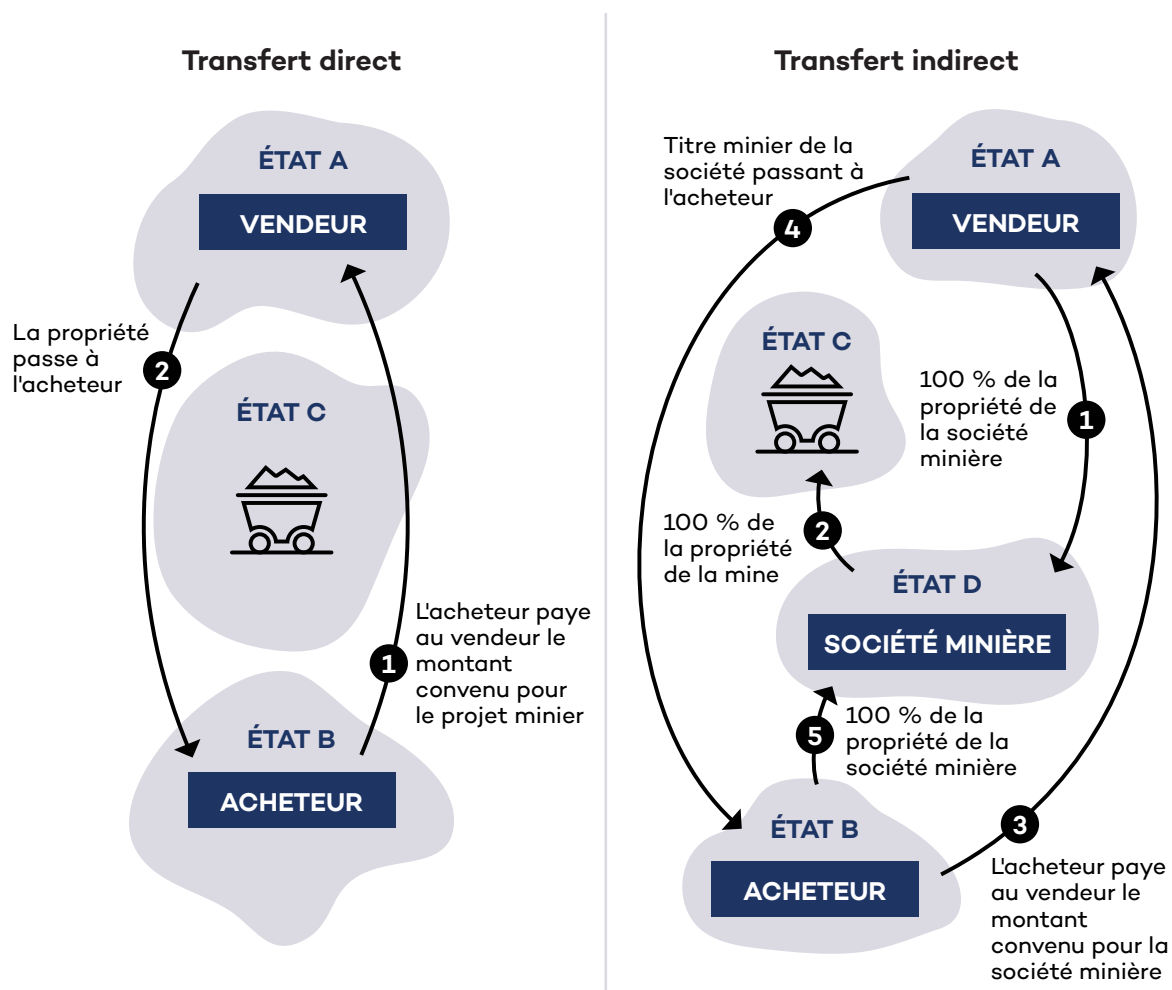 Transfert direct
ÉTAT A
VENDEUR
La propriété
passe à
l'acheteur
2
ÉTAT C
L'acheteur paye
au vendeur le
montant
convenu pour
le projet minier
1
ÉTAT B
ACHETEUR
Transfert indirect
Titre minier de la
société passant à
l'acheteur
4
ÉTAT A
VENDEUR
ÉTAT C
100 % de la
propriété de
la société
minière
1
100 % de
la propriété
de la mine
2
ÉTAT D
SOCIÉTÉ MINIÈRE
5
100 % de la
propriété de la
société minière
ÉTAT B
ACHETEUR
3
L'acheteur paye
au vendeur le
montant
convenu pour la
société minière